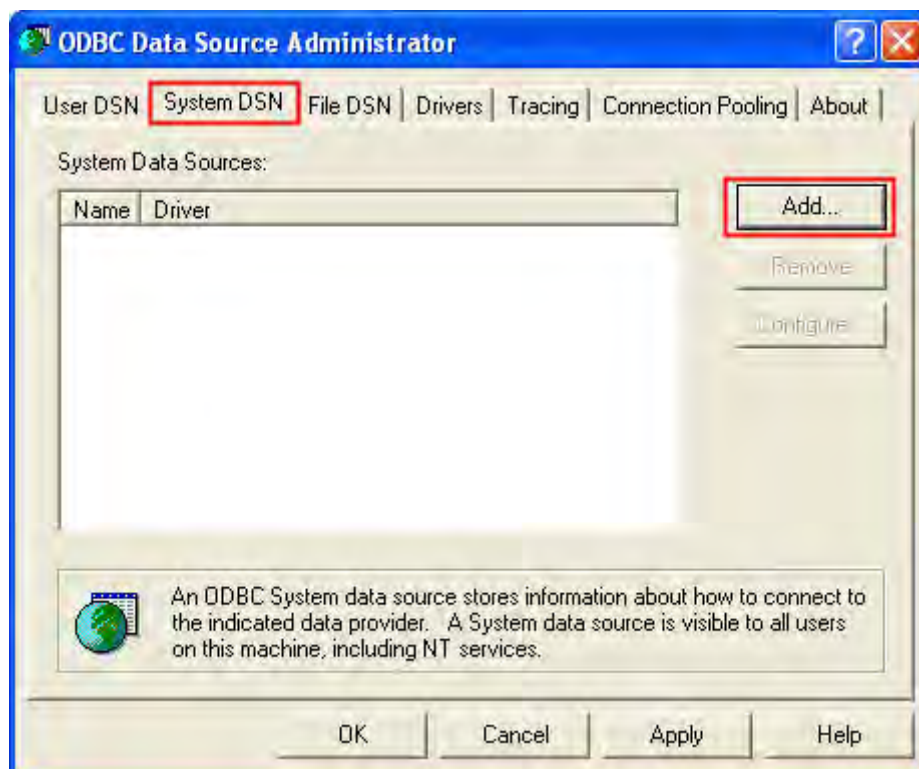 ODBC Data Source Administrator
User DSN System DSN File DSN Drivers Tracing Connection Pooling About
System Data Sources:
Name Driver
Add...
Remove
Configure...
An ODBC System data source stores information about how to connect to
the indicated data provider. A System data source is visible to all users
on this machine, including NT services.
OK Cancel Apply Help